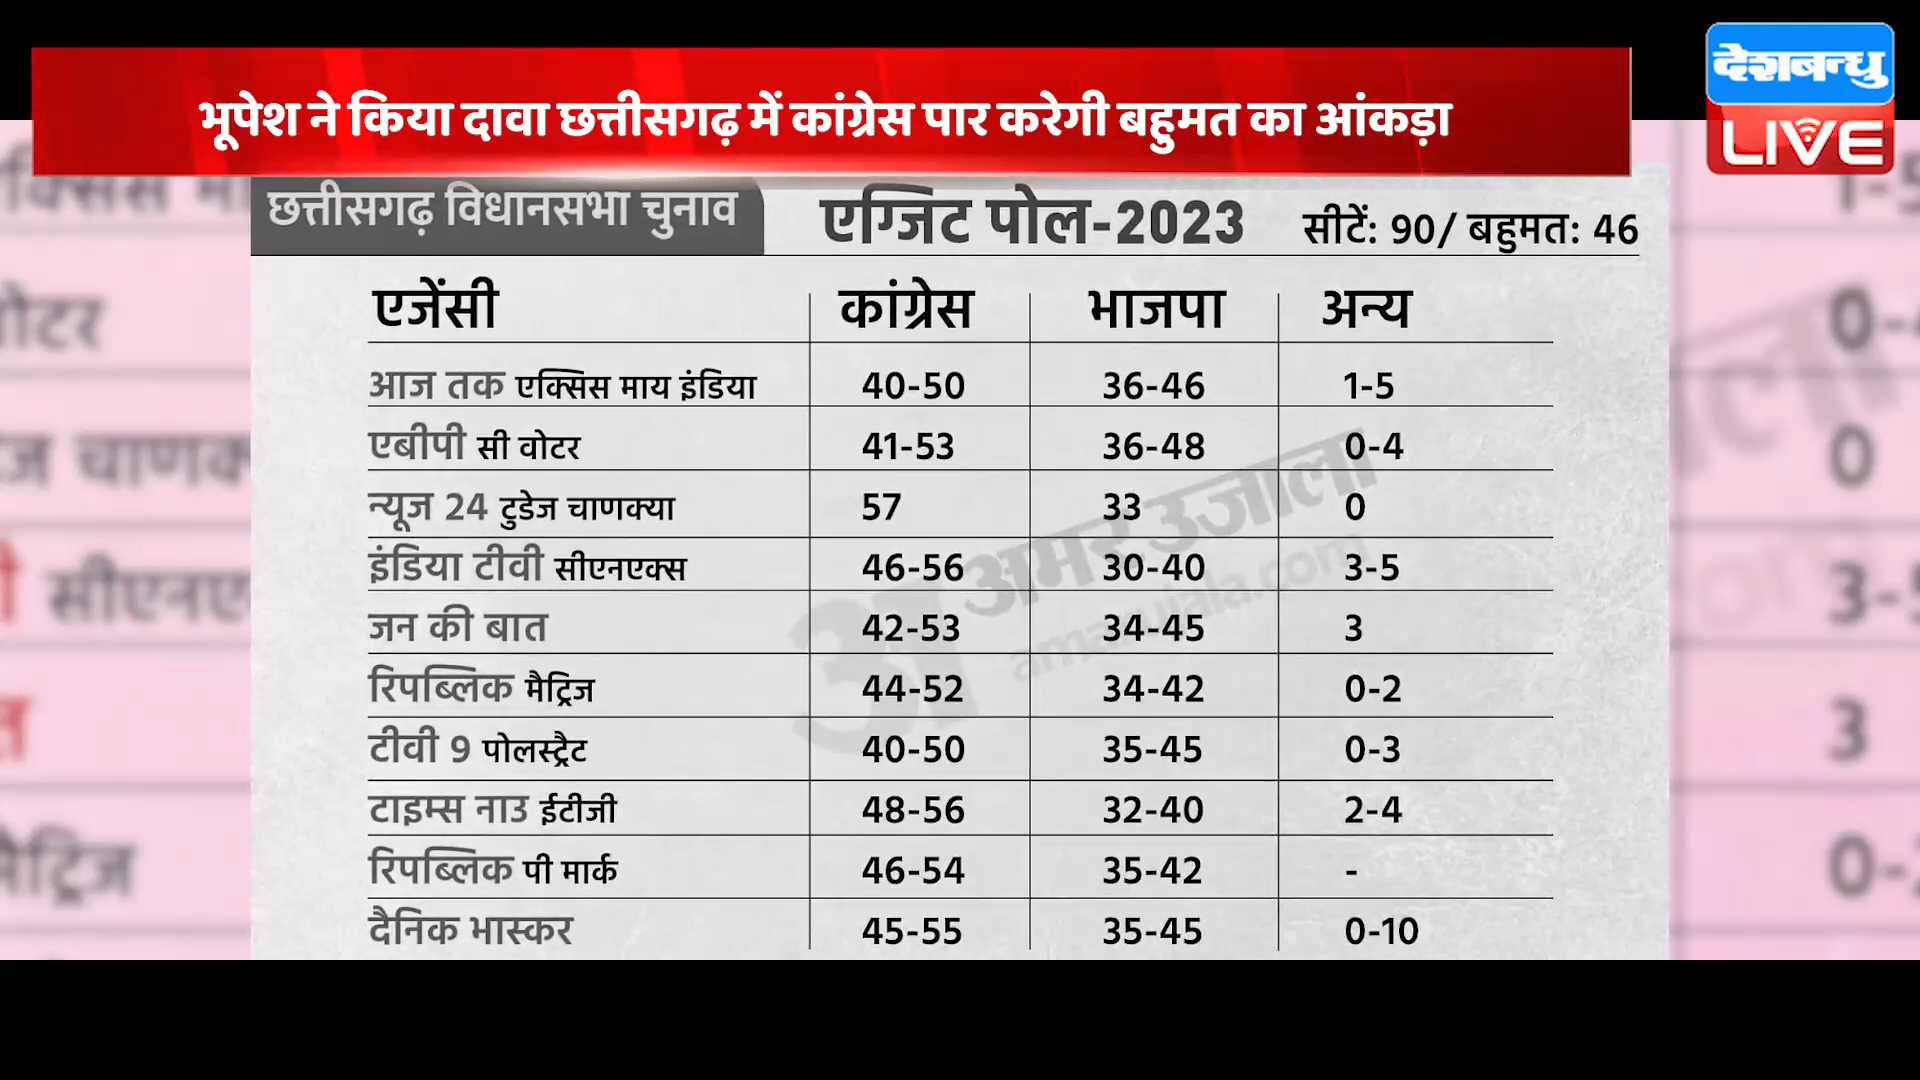 देशबन्धु
LIVE
भूपेश ने किया दावा छत्तीसगढ़ में कांग्रेस पार करेगी बहुमत का आंकड़ा
छत्तीसगढ़ विधानसभा चुनाव एग्जिट पोल-2023 सीटें: 90/ बहुमत: 46
एजेंसी कांग्रेस भाजपा अन्य
आज तक एक्सिस माय इंडिया 40-50 36-46 1-5
एबीपी सी वोटर 41-53 36-48 0-4
न्यूज 24 टुडेज चाणक्या 57 33 0
इंडिया टीवी सीएनएक्स 46-56 30-40 3-5
जन की बात 42-53 34-45 3
रिपब्लिक मैट्रिज 44-52 34-42 0-2
टीवी 9 पोलस्ट्रैट 40-50 35-45 0-3
टाइम्स नाउ ईटीजी 48-56 32-40 2-4
रिपब्लिक पी मार्क 46-54 35-42 -
दैनिक भास्कर 45-55 35-45 0-10
अमर उजाला
amarujala.com